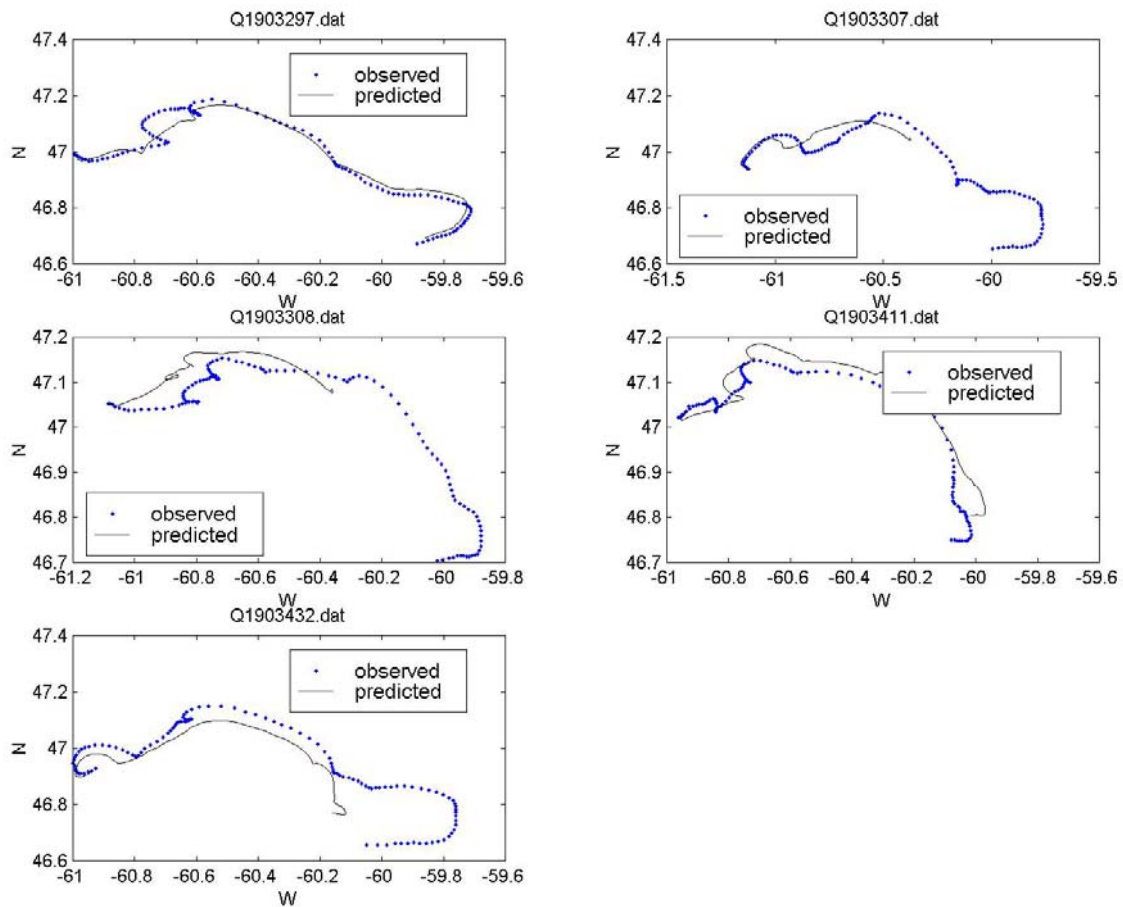 Q1903297.dat
47.4
47.2
47
46.8
46.6
N
observed
predicted
-61 -60.8 -60.6 -60.4 -60.2 -60 -59.8 -59.6
W
Q1903307.dat
47.4
47.2
47
46.8
46.6
N
observed
predicted
-61.5 -61 -60.5 -60 -59.5
W
Q1903308.dat
47.2
47.1
47
46.9
46.8
46.7
N
observed
predicted
-61.2 -61 -60.8 -60.6 -60.4 -60.2 -60 -59.8
W
Q1903411.dat
47.2
47.1
47
46.9
46.8
46.7
N
observed
predicted
-61 -60.8 -60.6 -60.4 -60.2 -60 -59.8 -59.6
W
Q1903432.dat
47.4
47.2
47
46.8
46.6
N
observed
predicted
-61 -60.8 -60.6 -60.4 -60.2 -60 -59.8 -59.6
W